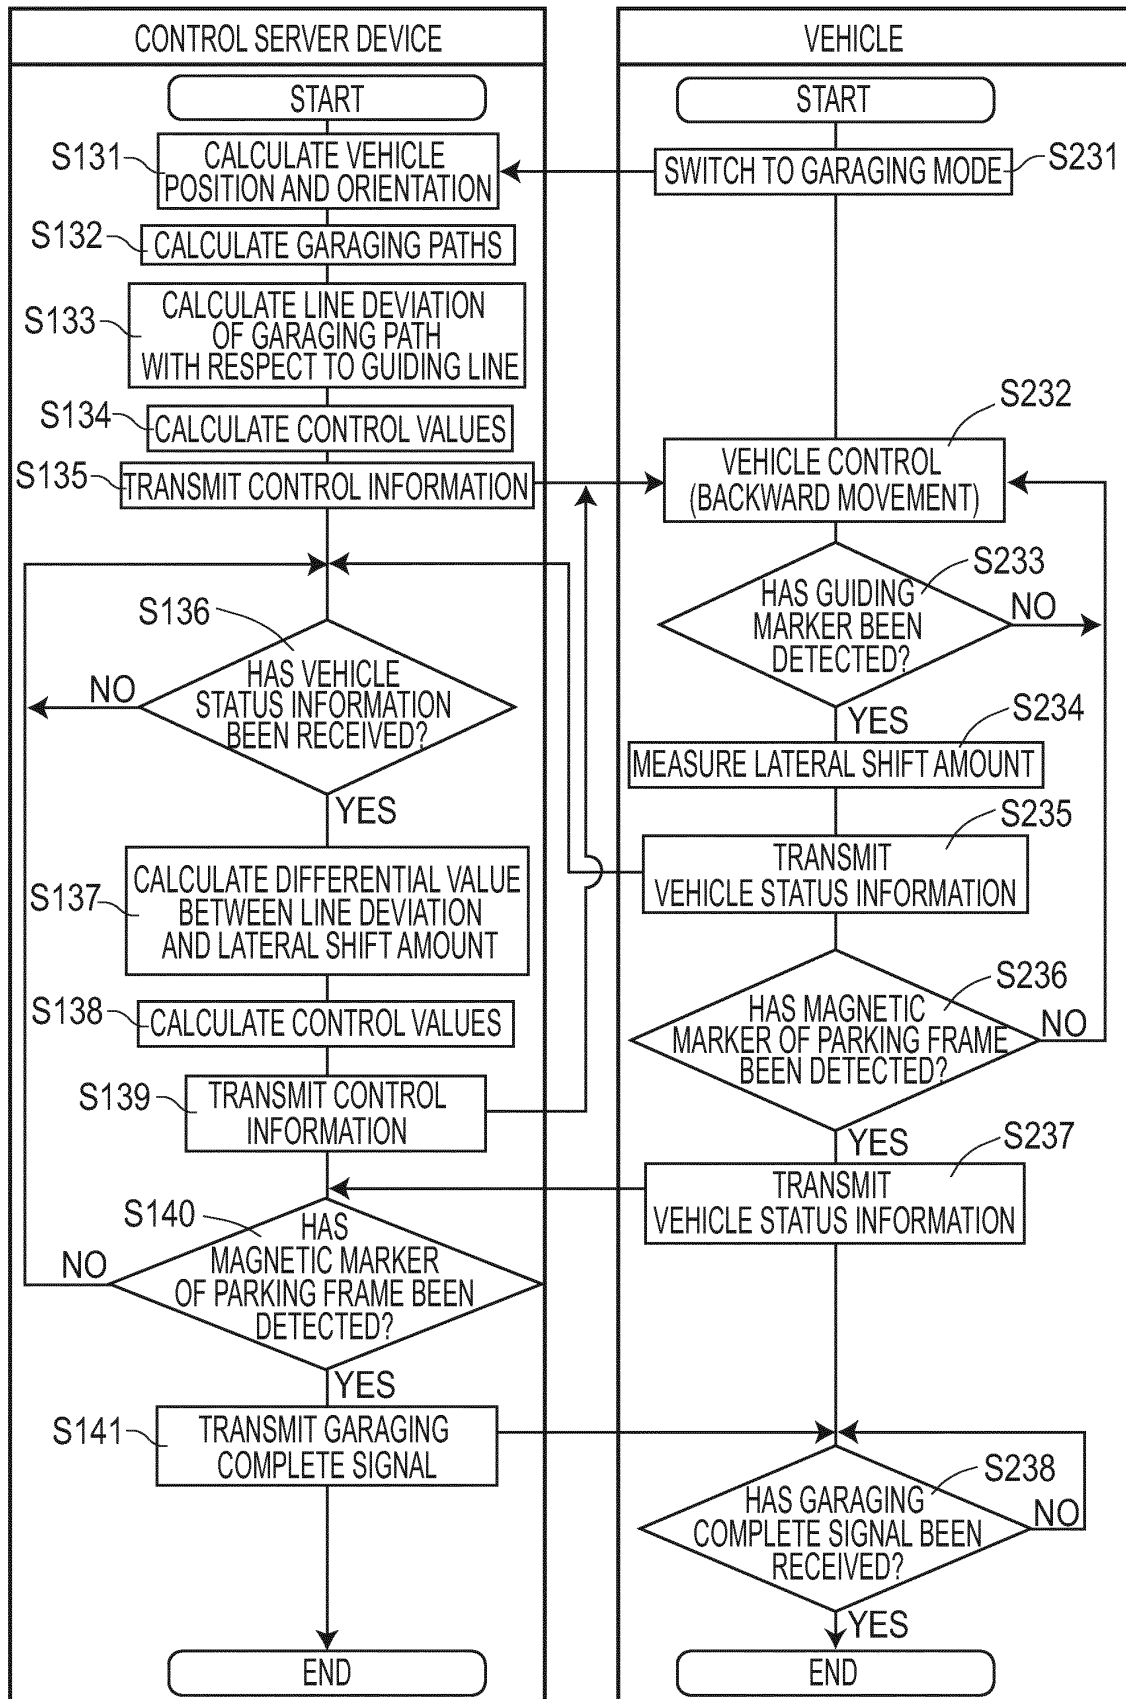 CONTROL SERVER DEVICE
START
S131
CALCULATE VEHICLE
POSITION AND ORIENTATION
S132
CALCULATE GARAGING PATHS
S133
CALCULATE LINE DEVIATION
OF GARAGING PATH
WITH RESPECT TO GUIDING LINE
S134
CALCULATE CONTROL VALUES
S135
TRANSMIT CONTROL INFORMATION
S136
HAS VEHICLE
STATUS INFORMATION
BEEN RECEIVED?
NO
YES
S137
CALCULATE DIFFERENTIAL VALUE
BETWEEN LINE DEVIATION
AND LATERAL SHIFT AMOUNT
S138
CALCULATE CONTROL VALUES
S139
TRANSMIT CONTROL
INFORMATION
S140
HAS
MAGNETIC MARKER
OF PARKING FRAME BEEN
DETECTED?
NO
YES
S141
TRANSMIT GARAGING
COMPLETE SIGNAL
END
VEHICLE
START
S231
SWITCH TO GARAGING MODE
S232
VEHICLE CONTROL
(BACKWARD MOVEMENT)
S233
HAS GUIDING
MARKER BEEN
DETECTED?
NO
YES
S234
MEASURE LATERAL SHIFT AMOUNT
S235
TRANSMIT
VEHICLE STATUS INFORMATION
S236
HAS MAGNETIC
MARKER OF PARKING FRAME
BEEN DETECTED?
NO
YES
S237
TRANSMIT
VEHICLE STATUS INFORMATION
S238
HAS GARAGING
COMPLETE SIGNAL BEEN
RECEIVED?
NO
YES
END